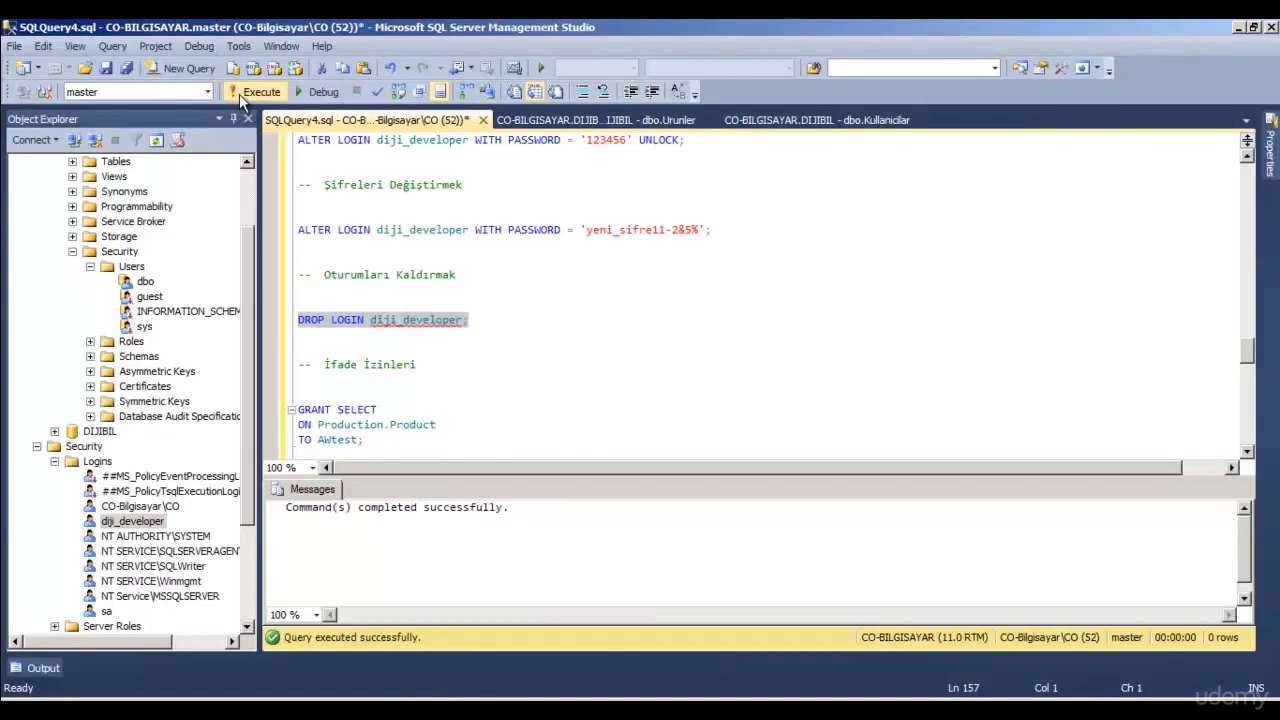 SQLQuery4.sql - CO-BILGISAYAR.master (CO-Bilgisayar\CO (52))* - Microsoft SQL Server Management Studio
File Edit View Query Project Debug Tools Window Help
New Query
master Execute Debug
Object Explorer
SQLQuery4.sql - CO-B...-Bilgisayar\CO (52))* CO-BILGISAYAR.DIJIB...IJIBIL - dbo.Urunler CO-BILGISAYAR.DIJIBIL - dbo.Kullanicilar
Connect
Tables
Views
Synonyms
Programmability
Service Broker
Storage
Security
Users
dbo
guest
INFORMATION_SCHEM
sys
Roles
Schemas
Asymmetric Keys
Certificates
Symmetric Keys
Database Audit Specificatio
DIJIBIL
Security
Logins
##MS_PolicyEventProcessingL
##MS_PolicyTsqlExecutionLogi
CO-Bilgisayar\CO
diji_developer
NT AUTHORITY\SYSTEM
NT SERVICE\SQLSERVERAGENT
NT SERVICE\SQLWriter
NT SERVICE\Winmgmt
NT Service\MSSQLSERVER
sa
Server Roles
ALTER LOGIN diji_developer WITH PASSWORD = '123456' UNLOCK;
-- Şifreleri Değiştirmek
ALTER LOGIN diji_developer WITH PASSWORD = 'yeni_sifre11-2&5%';
-- Oturumları Kaldırmak
DROP LOGIN diji_developer;
-- İfade İzinleri
GRANT SELECT
ON Production.Product
TO AWtest;
100 %
Messages
Command(s) completed successfully.
100 %
Query executed successfully. CO-BILGISAYAR (11.0 RTM) CO-Bilgisayar\CO (52) master 00:00:00 0 rows
Properties
Output
Ready Ln 157 Col 1 Ch 1 INS
udemy